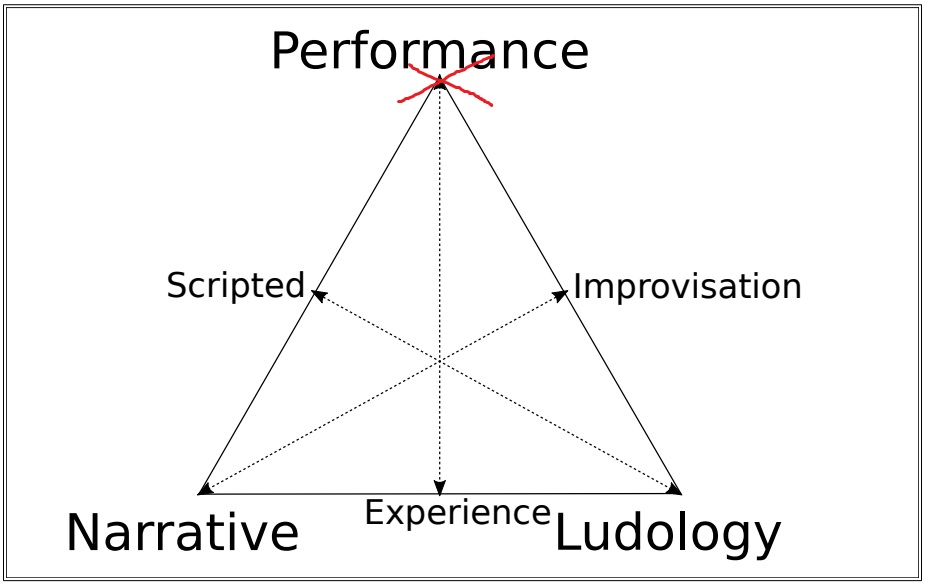 Performance
Scripted
Improvisation
Experience
Narrative
Ludology